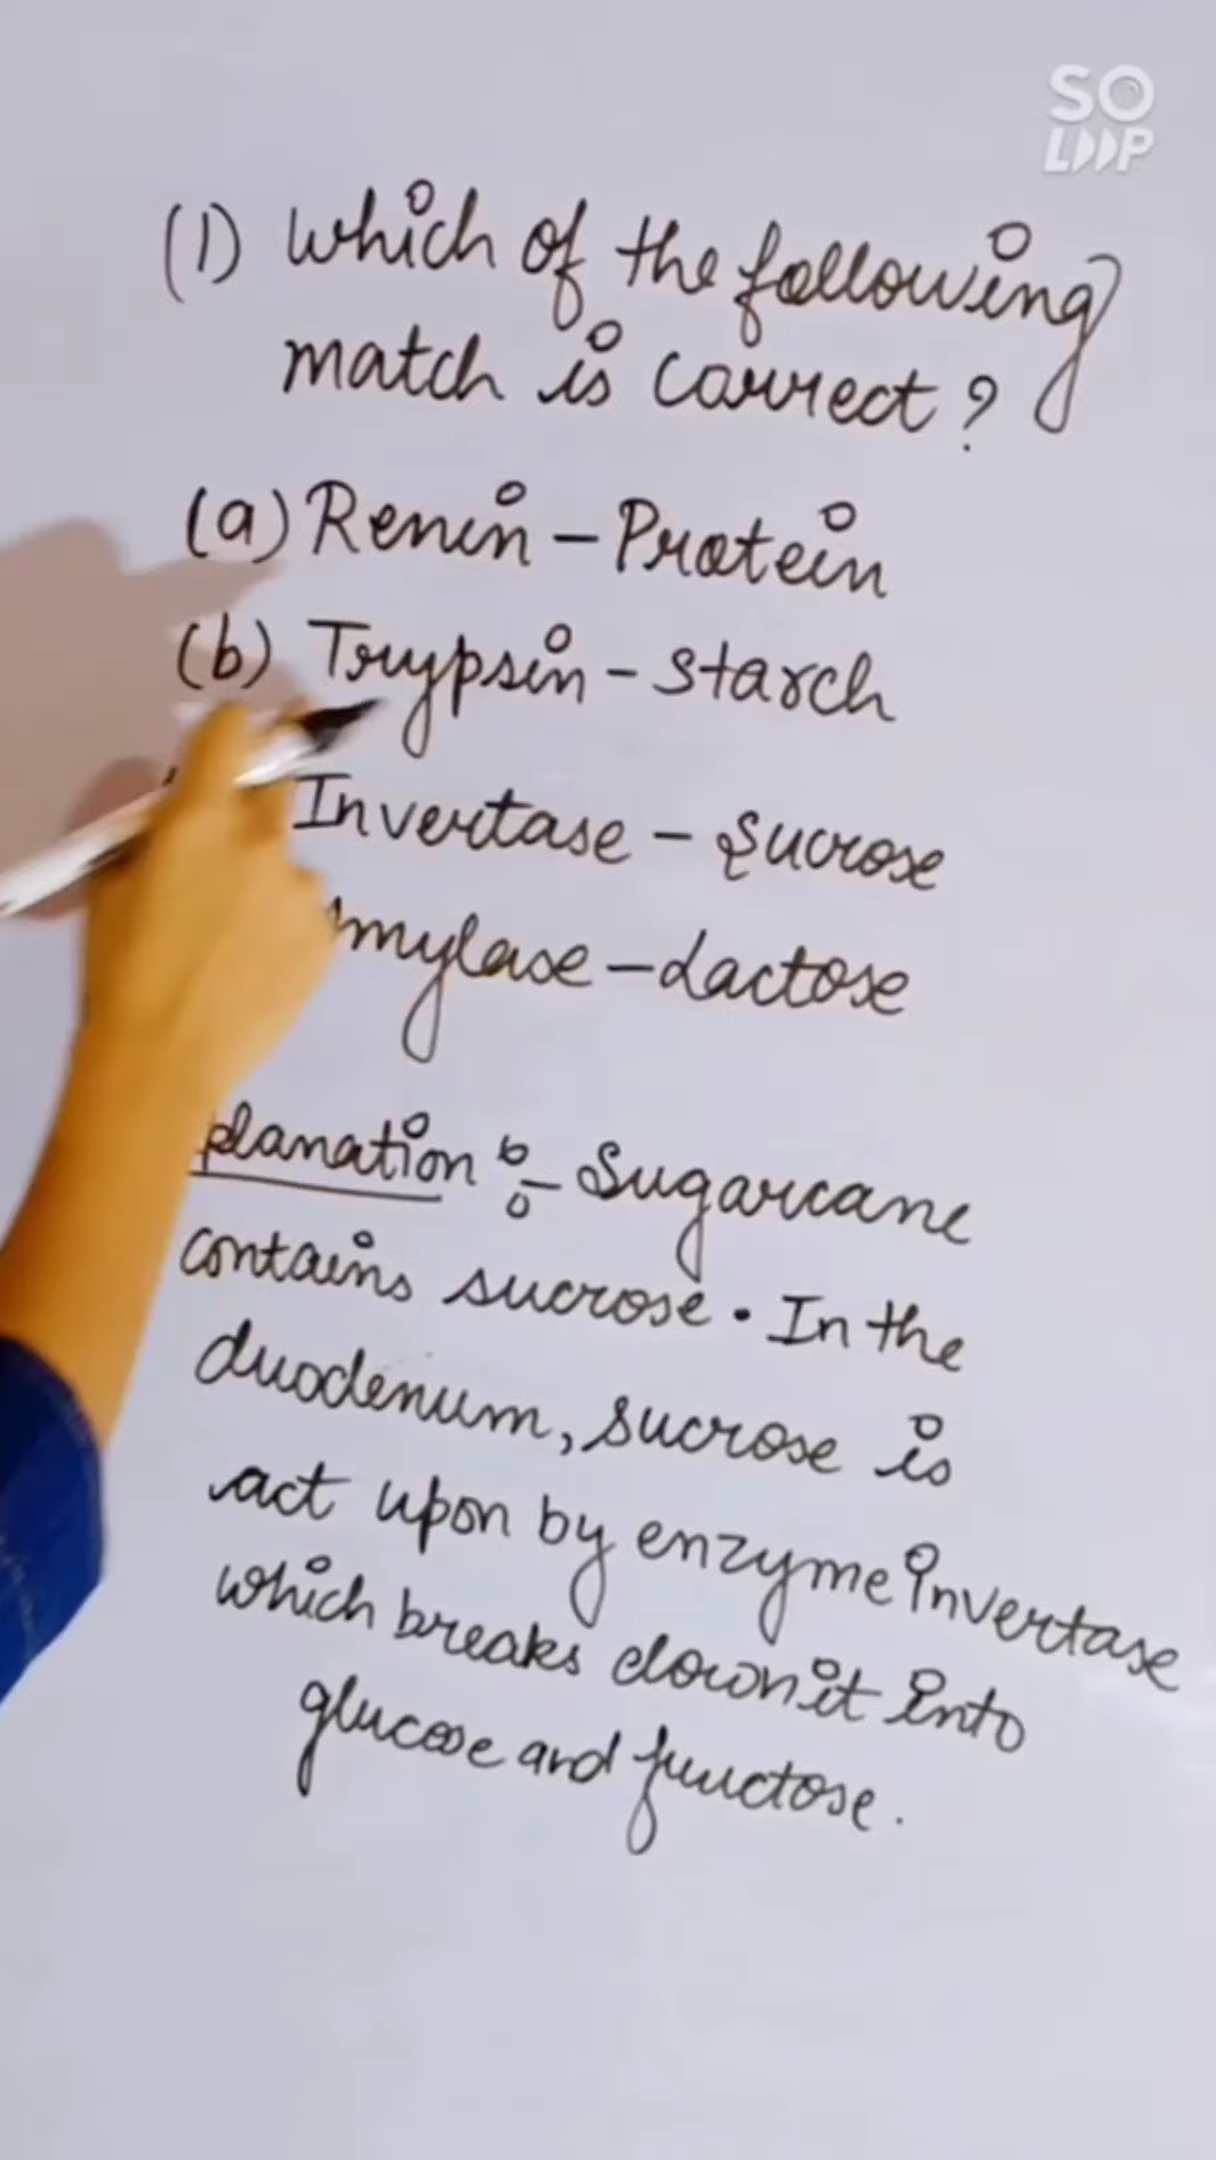 SO
LOOP
(1) Which of the following
match is correct ?
(a) Renin - Protein
(b) Trypsin - starch
Invertase - Sucrose
Amylase - Lactose
planation :- Sugarcane
contains sucrose. In the
duodenum, sucrose is
act upon by enzyme invertase
which breaks down it into
glucose and fructose.